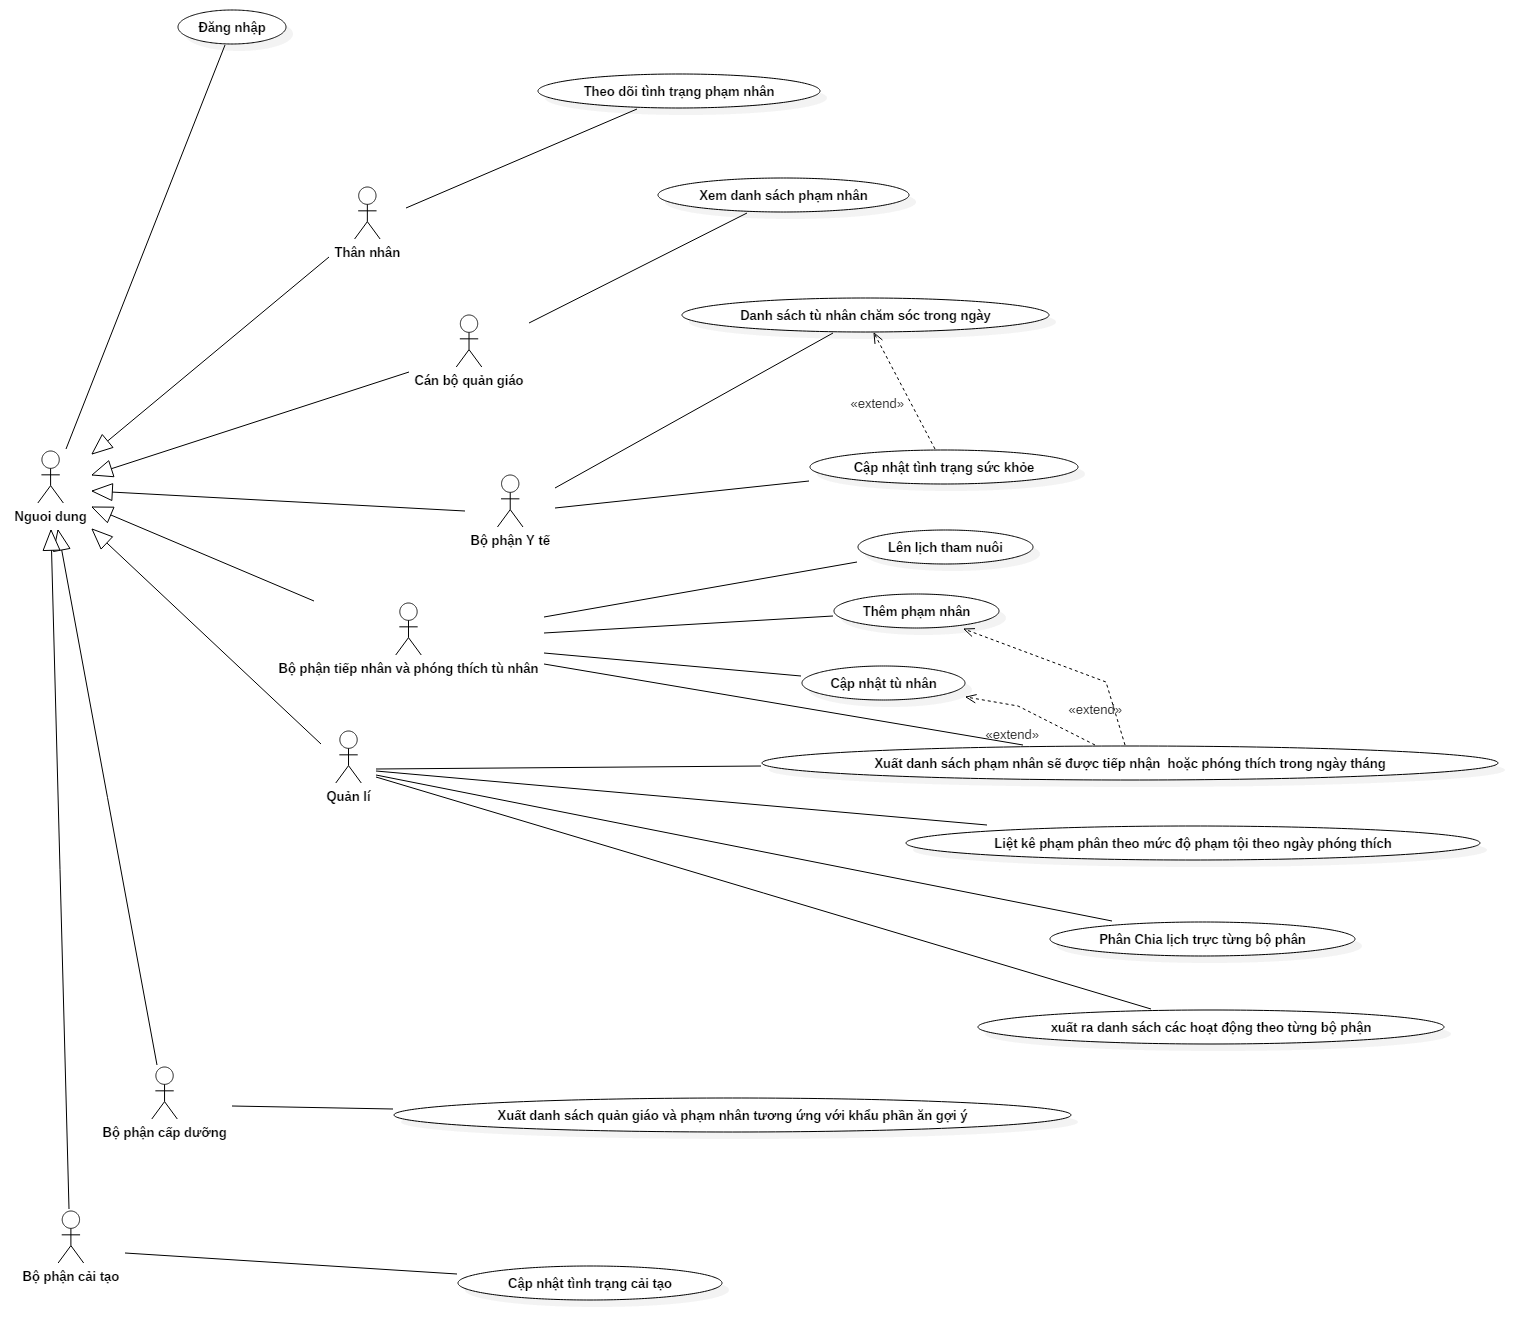 Đăng nhập
Theo dõi tình trạng phạm nhân
Xem danh sách phạm nhân
Thân nhân
Danh sách tù nhân chăm sóc trong ngày
Cán bộ quản giáo
«extend»
Cập nhật tình trạng sức khỏe
Nguoi dung
Bộ phận Y tế
Lên lịch tham nuôi
Thêm phạm nhân
Bộ phận tiếp nhân và phóng thích tù nhân
Cập nhật tù nhân
«extend»
«extend»
Xuất danh sách phạm nhân sẽ được tiếp nhận  hoặc phóng thích trong ngày tháng
Quản lí
Liệt kê phạm phân theo mức độ phạm tội theo ngày phóng thích
Phân Chia lịch trực từng bộ phân
xuất ra danh sách các hoạt động theo từng bộ phận
Xuất danh sách quản giáo và phạm nhân tương ứng với khẩu phần ăn gợi ý
Bộ phận cấp dưỡng
Bộ phận cải tạo
Cập nhật tình trạng cải tạo